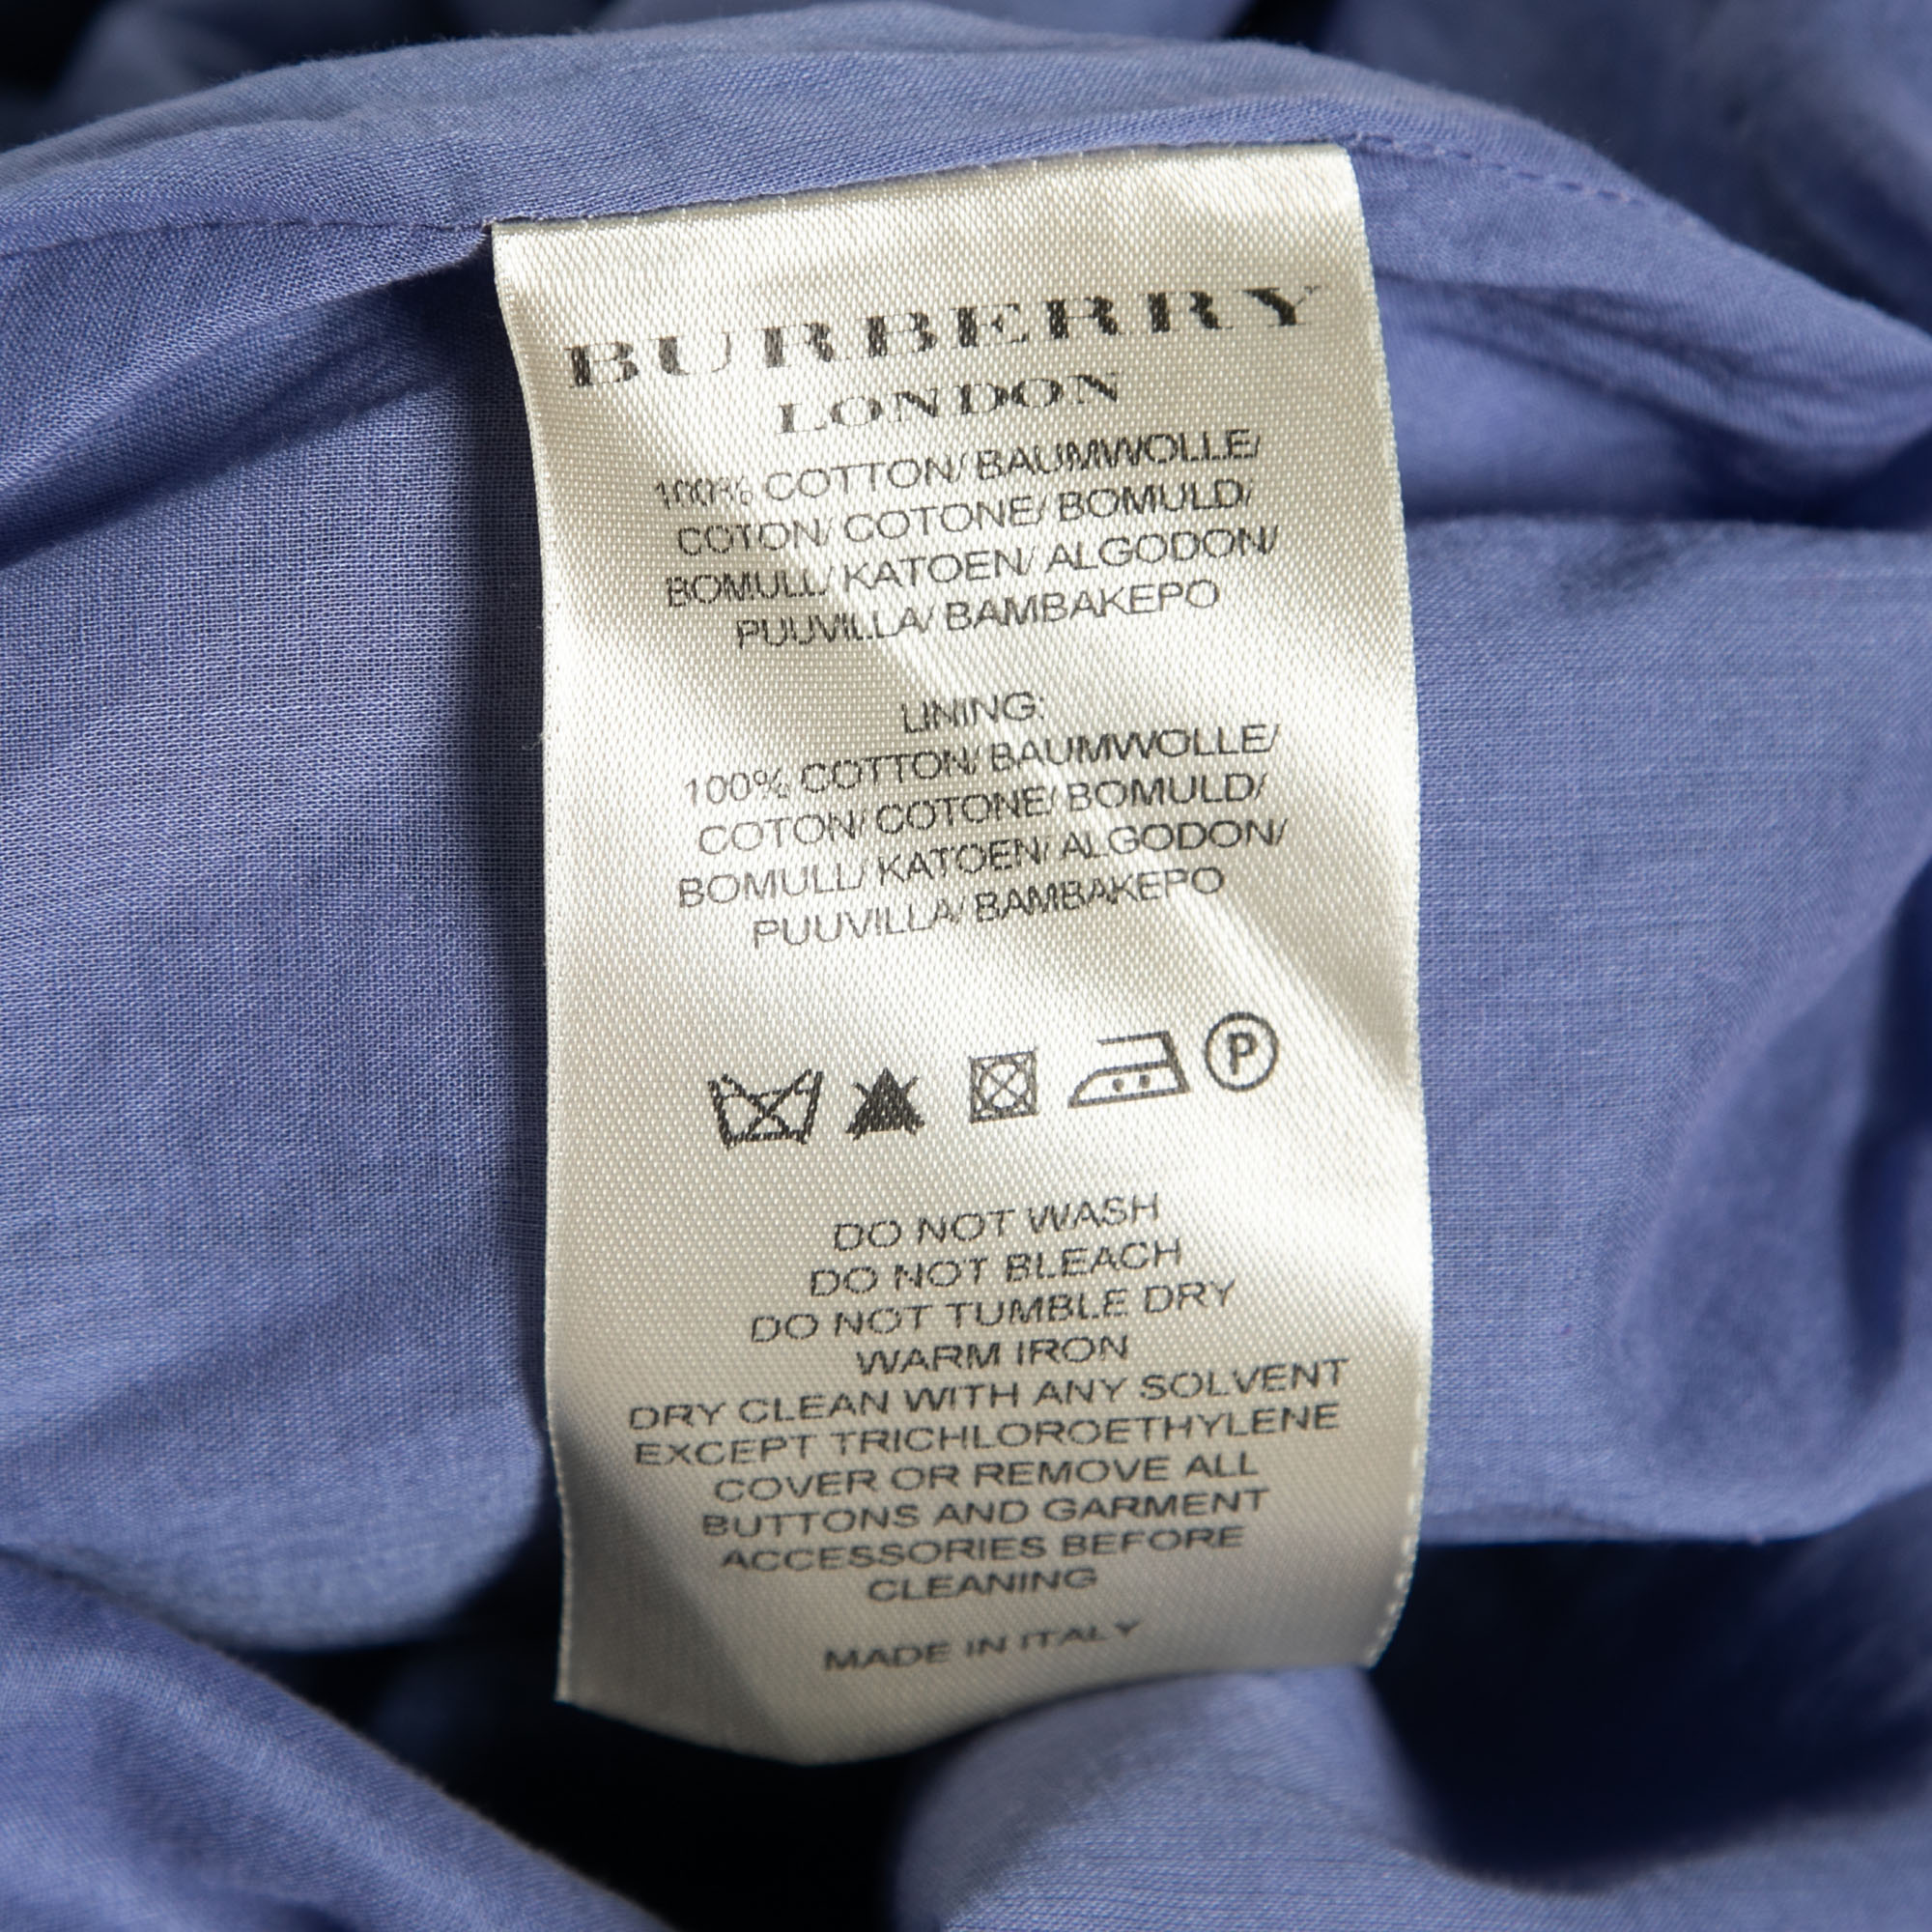 BURBERRY
LONDON
100% COTTON/ BAUMWOLLE/
COTON/ COTONE/ BOMULD/
BOMULL/ KATOEN/ ALGODON/
PUUVILLA/ BAMBAKEPO
LINING:
100% COTTON/ BAUMWOLLE/
COTON/ COTONE/ BOMULD/
BOMULL/ KATOEN/ ALGODON/
PUUVILLA/ BAMBAKEPO
P
DO NOT WASH
DO NOT BLEACH
DO NOT TUMBLE DRY
WARM IRON
DRY CLEAN WITH ANY SOLVENT
EXCEPT TRICHLOROETHYLENE
COVER OR REMOVE ALL
BUTTONS AND GARMENT
ACCESSORIES BEFORE
CLEANING
MADE IN ITALY